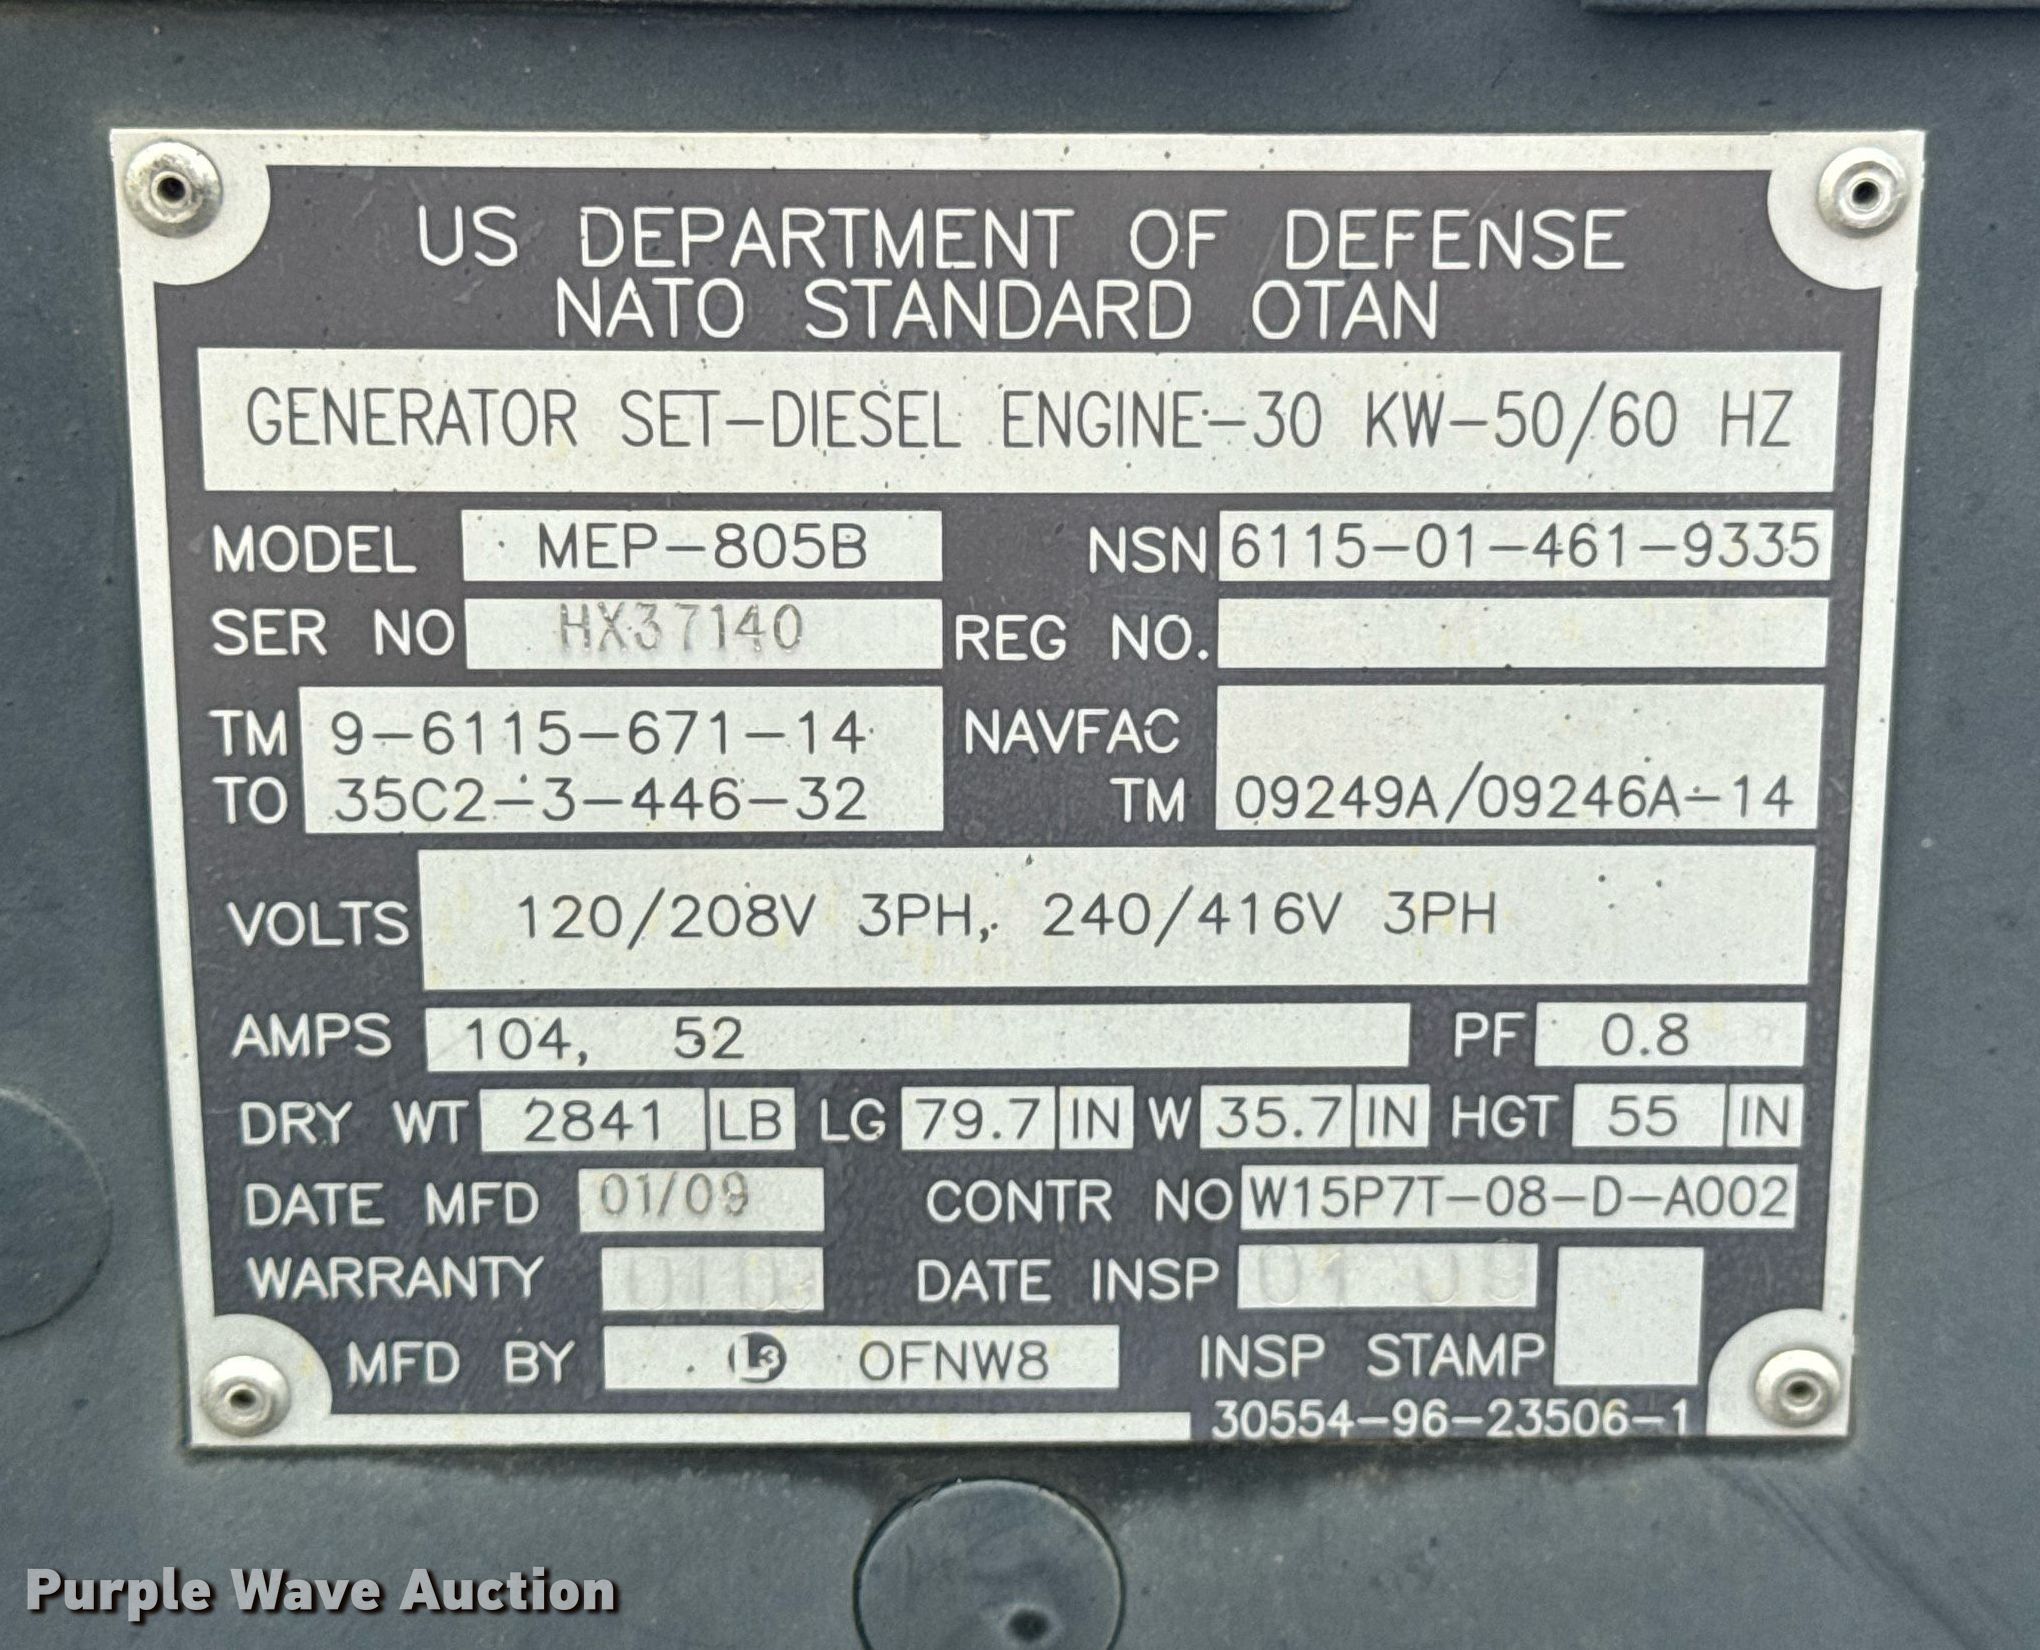 US DEPARTMENT OF DEFENSE
NATO STANDARD OTAN
GENERATOR SET-DIESEL ENGINE-30 KW-50/60 HZ
MODEL MEP-805B NSN 6115-01-461-9335
SER NO HX37140 REG NO.
TM 9-6115-671-14 NAVFAC
TO 35C2-3-446-32 TM 09249A/09246A-14
VOLTS 120/208V 3PH, 240/416V 3PH
AMPS 104, 52 PF 0.8
DRY WT 2841 LB LG 79.7 IN W 35.7 IN HGT 55 IN
DATE MFD 01/09 CONTR NO W15P7T-08-D-A002
WARRANTY DATE INSP 01 09
MFD BY L3 OFNW8 INSP STAMP
30554-96-23506-1
Purple Wave Auction